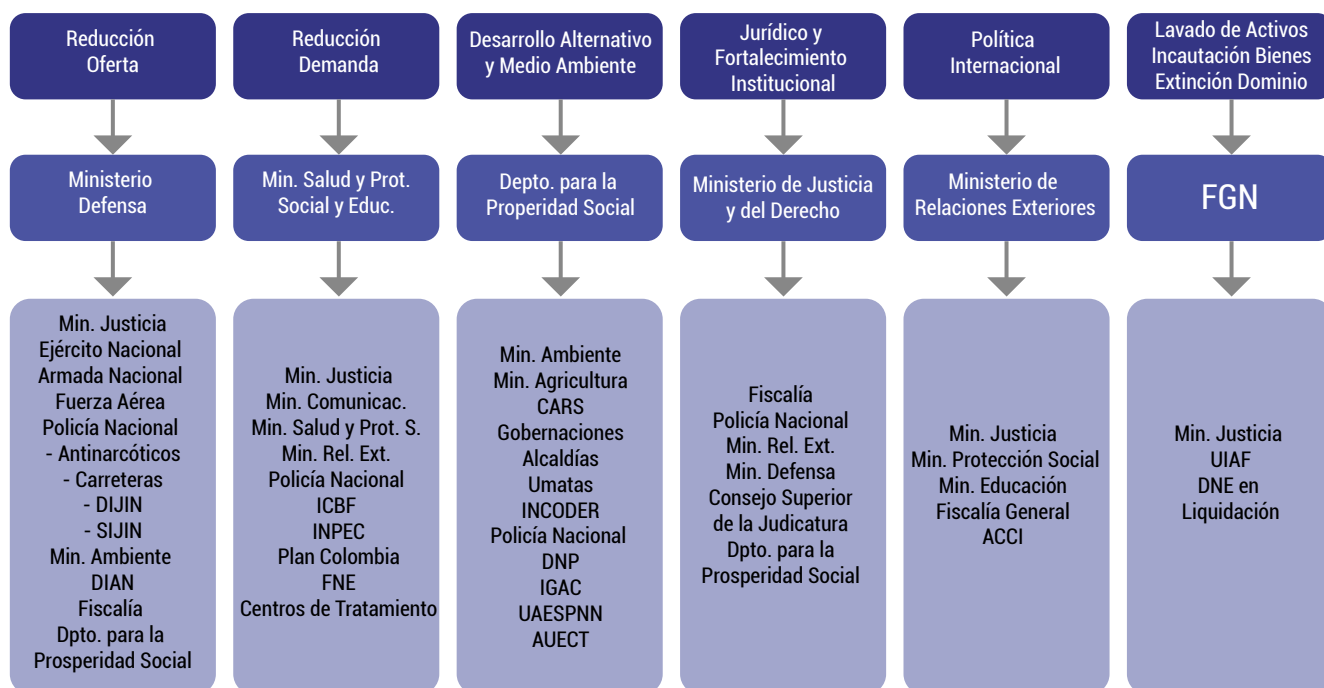 Reducción
Oferta
Reducción
Demanda
Desarrollo Alternativo
y Medio Ambiente
Jurídico y
Fortalecimiento
Institucional
Política
Internacional
Lavado de Activos
Incautación Bienes
Extinción Dominio
Ministerio
Defensa
Min. Salud y Prot.
Social y Educ.
Depto. para la
Properidad Social
Ministerio de Justicia
y del Derecho
Ministerio de
Relaciones Exteriores
FGN
Min. Justicia
Ejército Nacional
Armada Nacional
Fuerza Aérea
Policía Nacional
- Antinarcóticos
- Carreteras
- DIJIN
- SIJIN
Min. Ambiente
DIAN
Fiscalía
Dpto. para la
Prosperidad Social
Min. Justicia
Min. Comunicac.
Min. Salud y Prot. S.
Min. Rel. Ext.
Policía Nacional
ICBF
INPEC
Plan Colombia
FNE
Centros de Tratamiento
Min. Ambiente
Min. Agricultura
CARS
Gobernaciones
Alcaldías
Umatas
INCODER
Policía Nacional
DNP
IGAC
UAESPNN
AUECT
Fiscalía
Policía Nacional
Min. Rel. Ext.
Min. Defensa
Consejo Superior
de la Judicatura
Dpto. para la
Prosperidad Social
Min. Justicia
Min. Protección Social
Min. Educación
Fiscalía General
ACCI
Min. Justicia
UIAF
DNE en
Liquidación